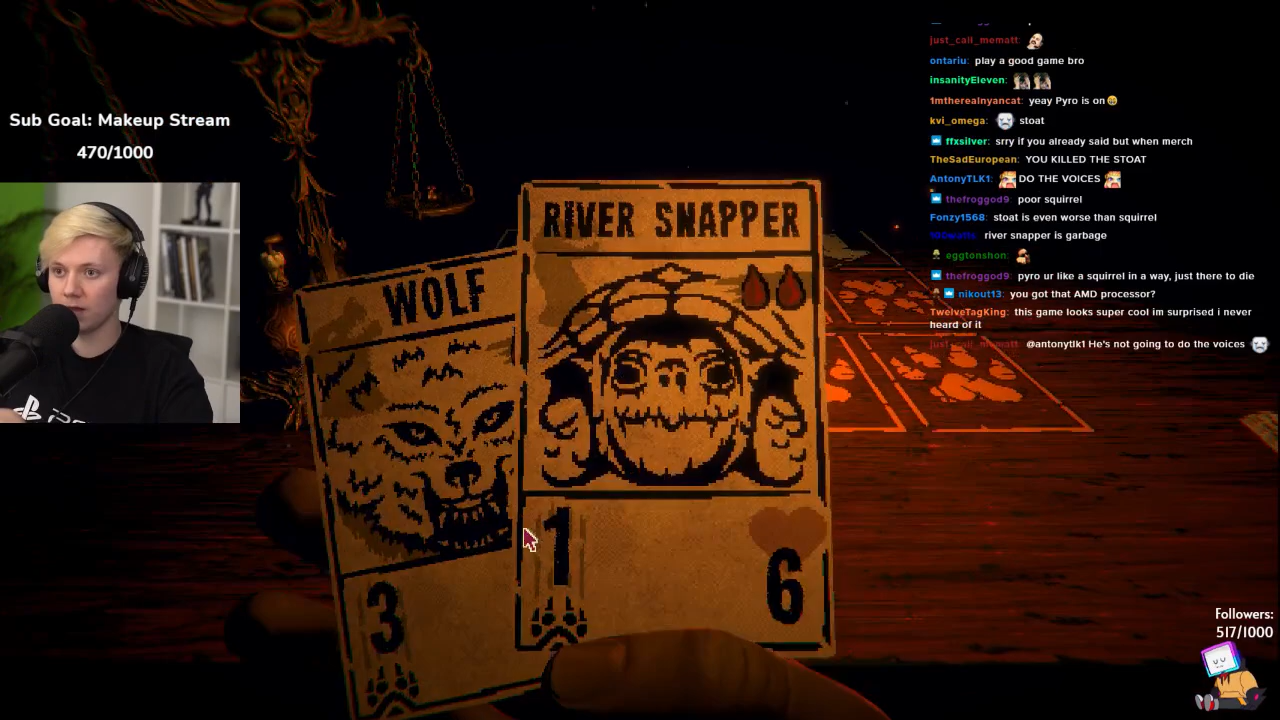 Sub Goal: Makeup Stream
470/1000
WOLF
3
RIVER SNAPPER
1
6
just_call_mematt:
ontariu: play a good game bro
insanityEleven:
1mtherealnyancat: yeay Pyro is on
kvi_omega: stoat
ffxsilver: srry if you already said but when merch
TheSadEuropean: YOU KILLED THE STOAT
AntonyTLK1: DO THE VOICES
thefroggod9 poor squirrel
Fonzy1568: stoat is even worse than squirrel
river snapper is garbage
eggtonshon:
thefroggod9: pyro ur like a squirrel in a way, just there to die
nikout13: you got that AMD processor?
TwelveTagKing: this game looks super cool im surprised i never
heard of it
just_call_mematt @antonytlk1 He's not going to do the voices
Followers:
517/1000